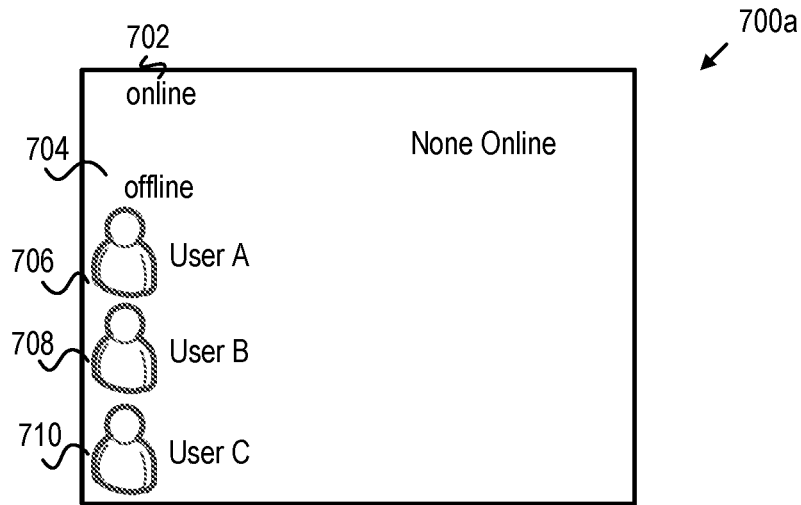 700a
702
online
None Online
704
offline
706
User A
708
User B
710
User C